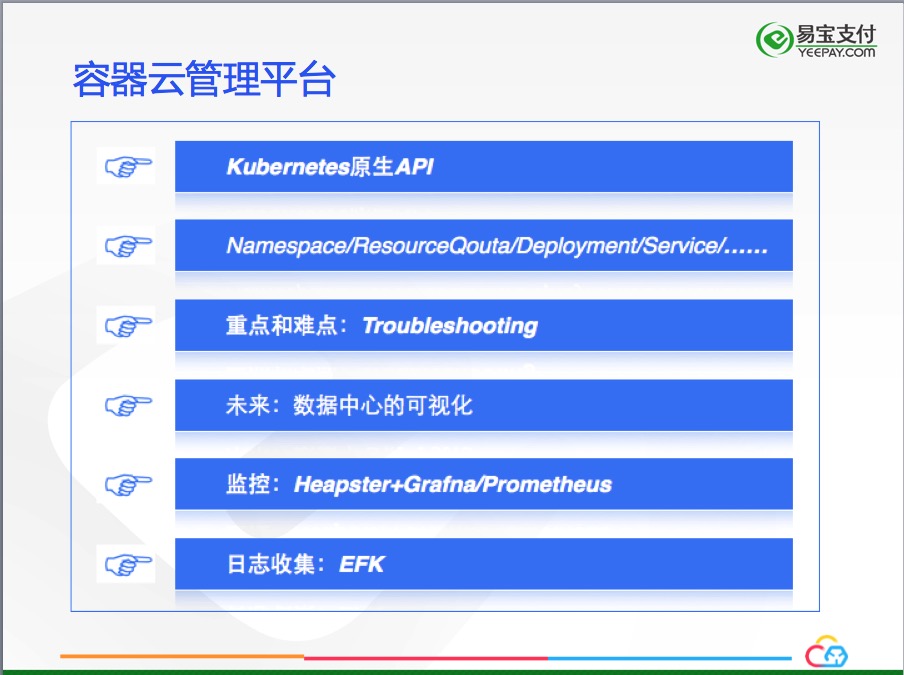 易宝支付
YEEPAY.COM
容器云管理平台
Kubernetes原生API
Namespace/ResourceQouta/Deployment/Service/……
重点和难点：Troubleshooting
未来：数据中心的可视化
监控：Heapster+Grafna/Prometheus
日志收集：EFK